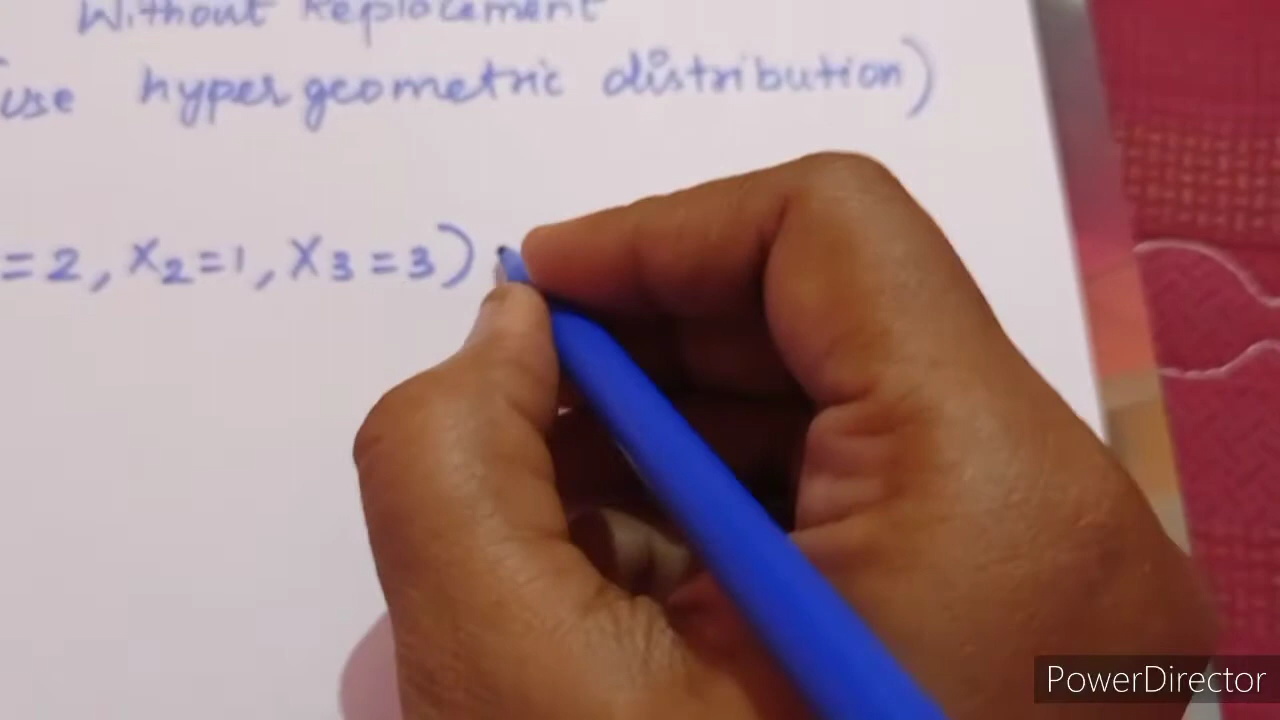 Without Replacement
(use hypergeometric distribution)
= 2, X2 = 1, X3 = 3)
PowerDirector